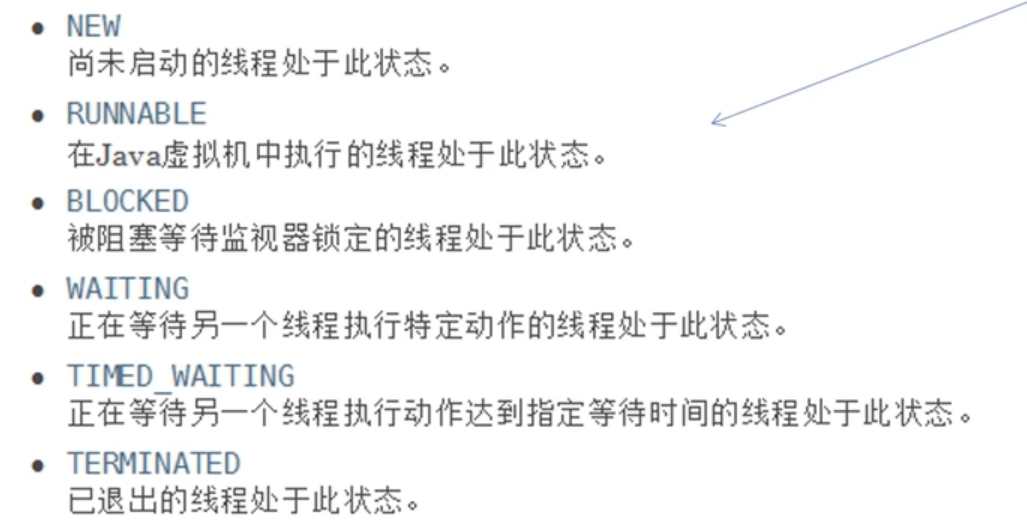 • NEW
尚未启动的线程处于此状态。
• RUNNABLE
在Java虚拟机中执行的线程处于此状态。
• BLOCKED
被阻塞等待监视器锁定的线程处于此状态。
• WAITING
正在等待另一个线程执行特定动作的线程处于此状态。
• TIMED_WAITING
正在等待另一个线程执行动作达到指定等待时间的线程处于此状态。
• TERMINATED
已退出的线程处于此状态。